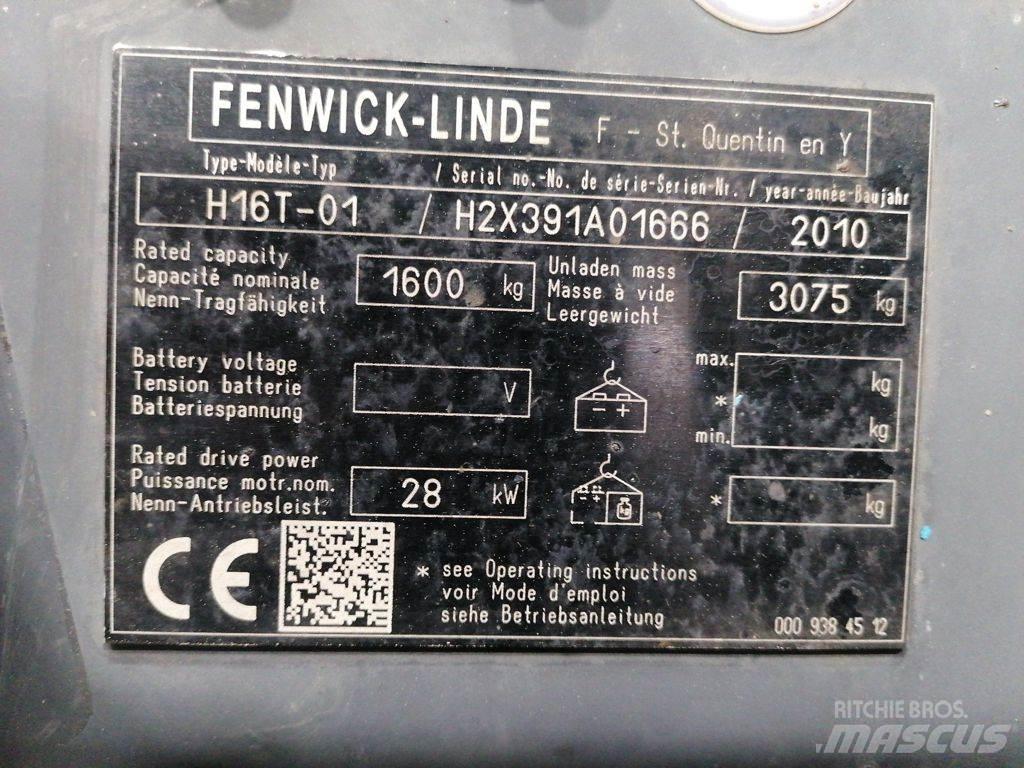 FENWICK-LINDE F - St. Quentin en Y
Type-Modèle-Typ / Serial no.-No. de série-Serien-Nr. / year-année-Baujahr
H16T-01 / H2X391A01666 / 2010
Rated capacity
Capacité nominale
Nenn-Tragfähigkeit
1600 kg
Unladen mass
Masse à vide
Leergewicht
3075 kg
Battery voltage
Tension batterie
Batteriespannung
V
- +
max. kg
*
min. kg
Rated drive power
Puissance motr.nom.
Nenn-Antriebsleist.
28 kW
- + kg
* kg
CE
* see Operating instructions
voir Mode d'emploi
siehe Betriebsanleitung
000 938 45 12
RITCHIE BROS.
MASCUS